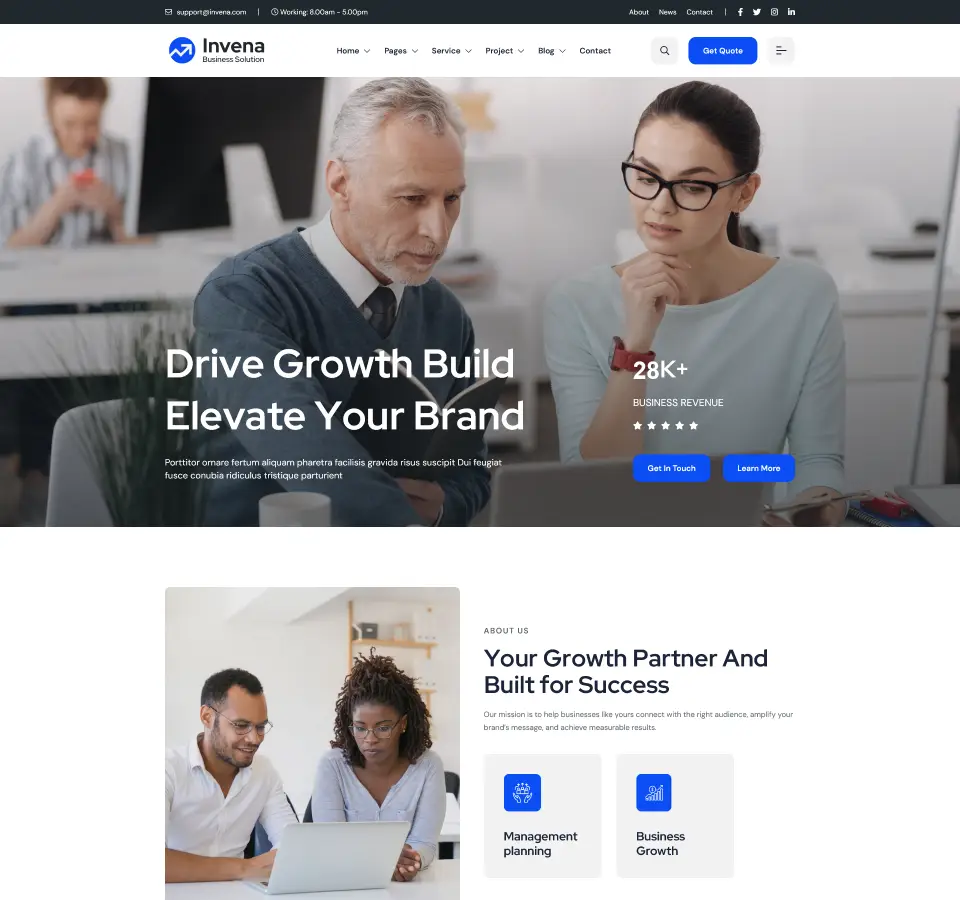 support@invena.com | Working: 8.00am - 5.00pm
About News Contact |
Invena
Business Solution
Home Pages Service Project Blog Contact
Get Quote
Drive Growth Build
Elevate Your Brand
Porttitor ornare fertum aliquam pharetra facilisis gravida risus suscipit Dui feugiat
fusce conubia ridiculus tristique parturient
28K+
BUSINESS REVENUE
Get In Touch
Learn More
ABOUT US
Your Growth Partner And
Built for Success
Our mission is to help businesses like yours connect with the right audience, amplify your
brand's message, and achieve measurable results.
Management
planning
Business
Growth